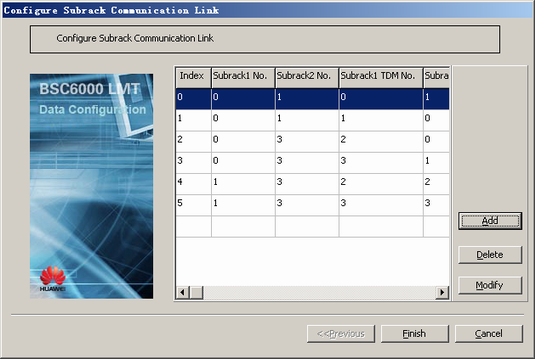 Configure Subrack Communication Link
Configure Subrack Communication Link
BSC6000 LMT
Data Configuration
HUAWEI
Index Subrack1 No. Subrack2 No. Subrack1 TDM No. Subra
0 0 1 0 1
1 0 1 1 0
2 0 3 2 0
3 0 3 3 1
4 1 3 2 2
5 1 3 3 3
Add
Delete
Modify
<<Previous Finish Cancel